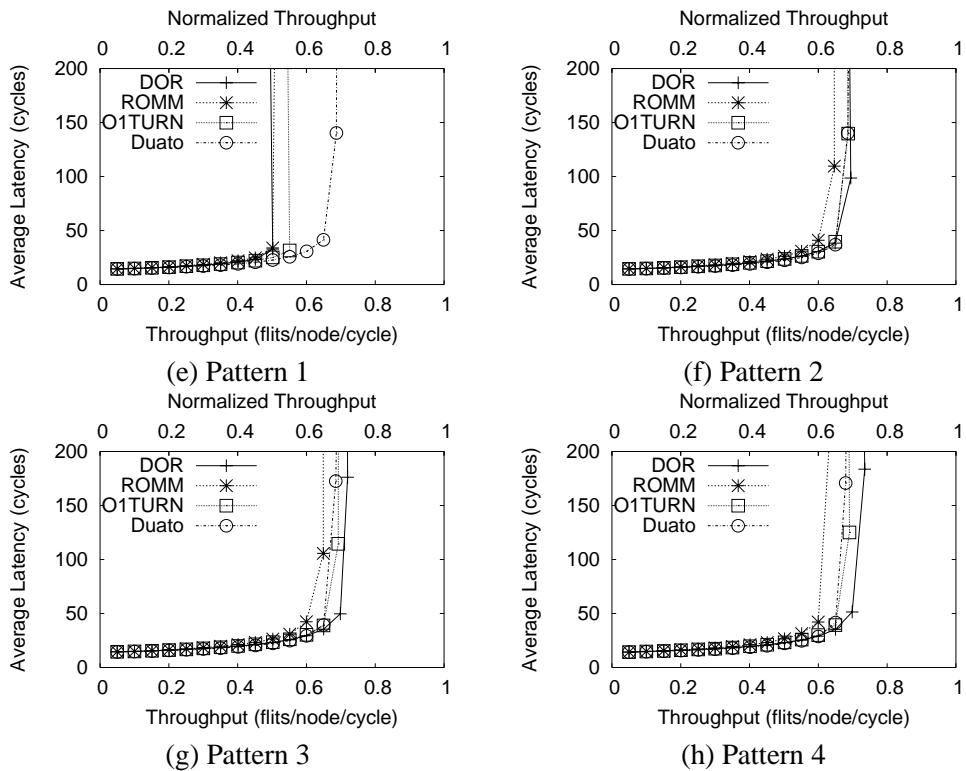 Normalized Throughput
0 0.2 0.4 0.6 0.8 1
200
150
100
50
0
Average Latency (cycles)
DOR
ROMM
O1TURN
Duato
0 0.2 0.4 0.6 0.8 1
Throughput (flits/node/cycle)
(e) Pattern 1
Normalized Throughput
0 0.2 0.4 0.6 0.8 1
200
150
100
50
0
Average Latency (cycles)
DOR
ROMM
O1TURN
Duato
0 0.2 0.4 0.6 0.8 1
Throughput (flits/node/cycle)
(f) Pattern 2
Normalized Throughput
0 0.2 0.4 0.6 0.8 1
200
150
100
50
0
Average Latency (cycles)
DOR
ROMM
O1TURN
Duato
0 0.2 0.4 0.6 0.8 1
Throughput (flits/node/cycle)
(g) Pattern 3
Normalized Throughput
0 0.2 0.4 0.6 0.8 1
200
150
100
50
0
Average Latency (cycles)
DOR
ROMM
O1TURN
Duato
0 0.2 0.4 0.6 0.8 1
Throughput (flits/node/cycle)
(h) Pattern 4